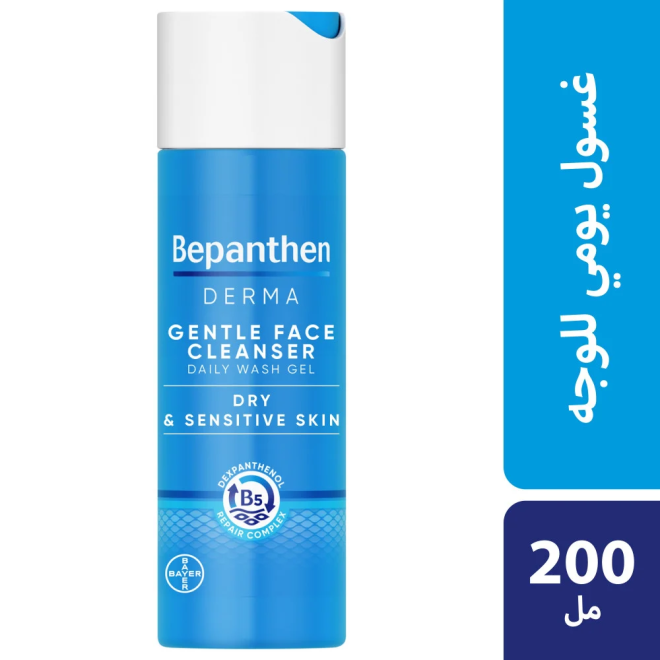 Bepanthen
DERMA
GENTLE FACE
CLEANSER
DAILY WASH GEL
DRY
& SENSITIVE SKIN
DEXPANTHENOL
B5
REPAIR COMPLEX
BAYER
BAYER
غسول يومي للوجه
200
مل